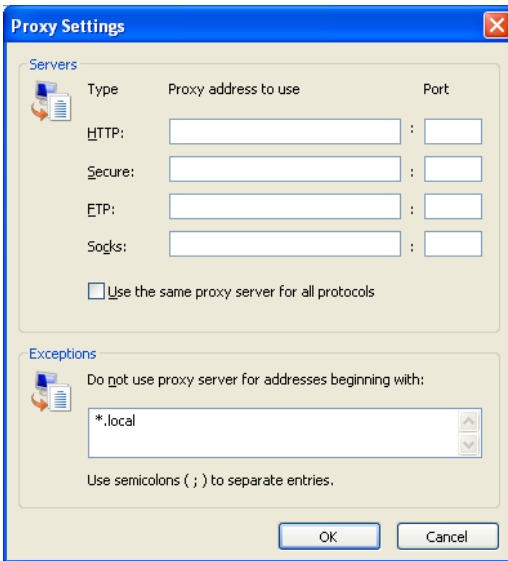 Proxy Settings
Servers
Type Proxy address to use Port
HTTP: :
Secure: :
FTP: :
Socks: :
Use the same proxy server for all protocols
Exceptions
Do not use proxy server for addresses beginning with:
*.local
Use semicolons ( ; ) to separate entries.
OK Cancel